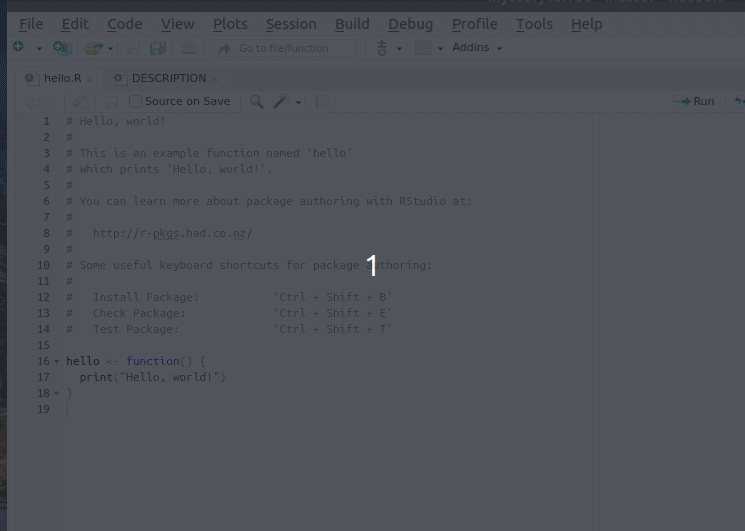 File Edit Code View Plots Session Build Debug Profile Tools Help
Go to file/function Addins
hello.R DESCRIPTION
Source on Save Run
1 # Hello, world!
2 #
3 # This is an example function named 'hello'
4 # which prints 'Hello, world!'.
5 #
6 # You can learn more about package authoring with RStudio at:
7 #
8 #   http://r-pkgs.had.co.nz/
9 #
10 # Some useful keyboard shortcuts for package authoring:
11 #
12 #   Install Package:           'Ctrl + Shift + B'
13 #   Check Package:             'Ctrl + Shift + E'
14 #   Test Package:              'Ctrl + Shift + T'
15
16 hello <- function() {
17   print("Hello, world!")
18 }
19
1